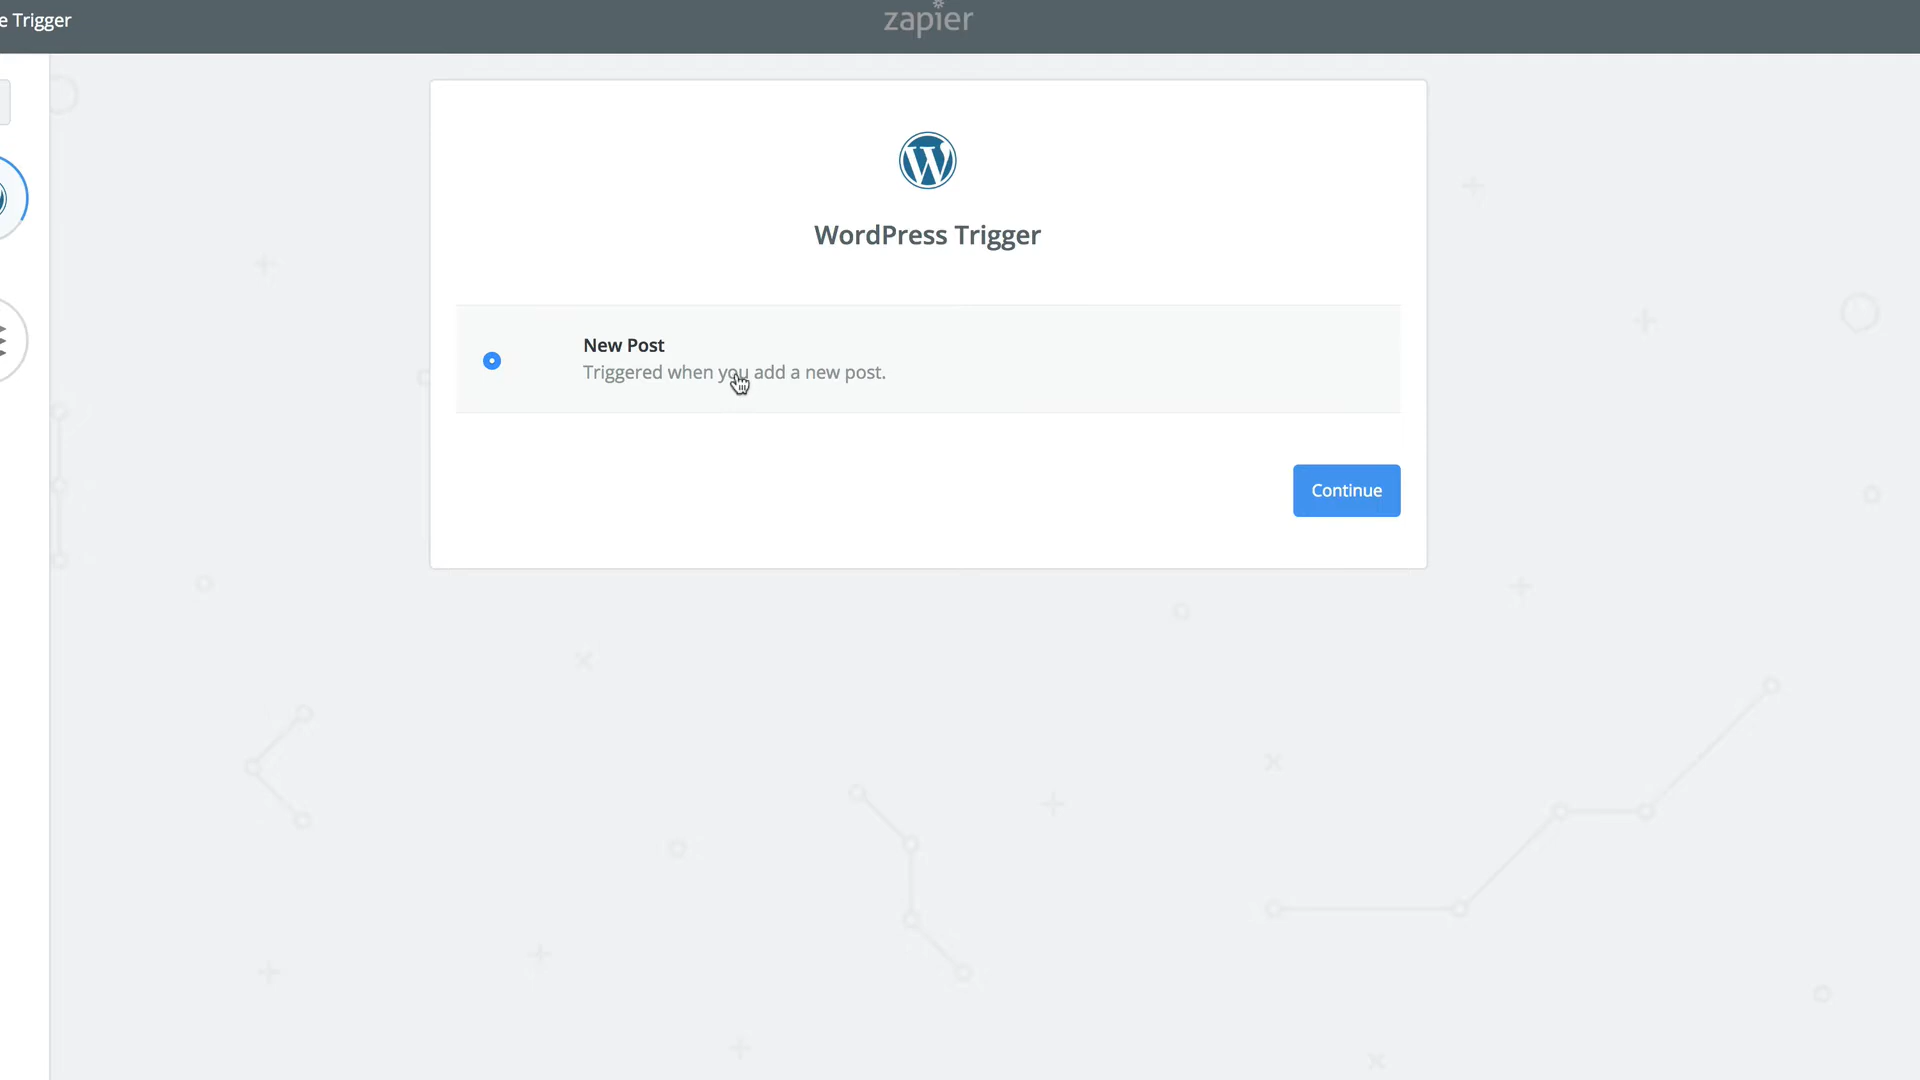 e Trigger
zapier
WordPress Trigger
New Post
Triggered when you add a new post.
Continue